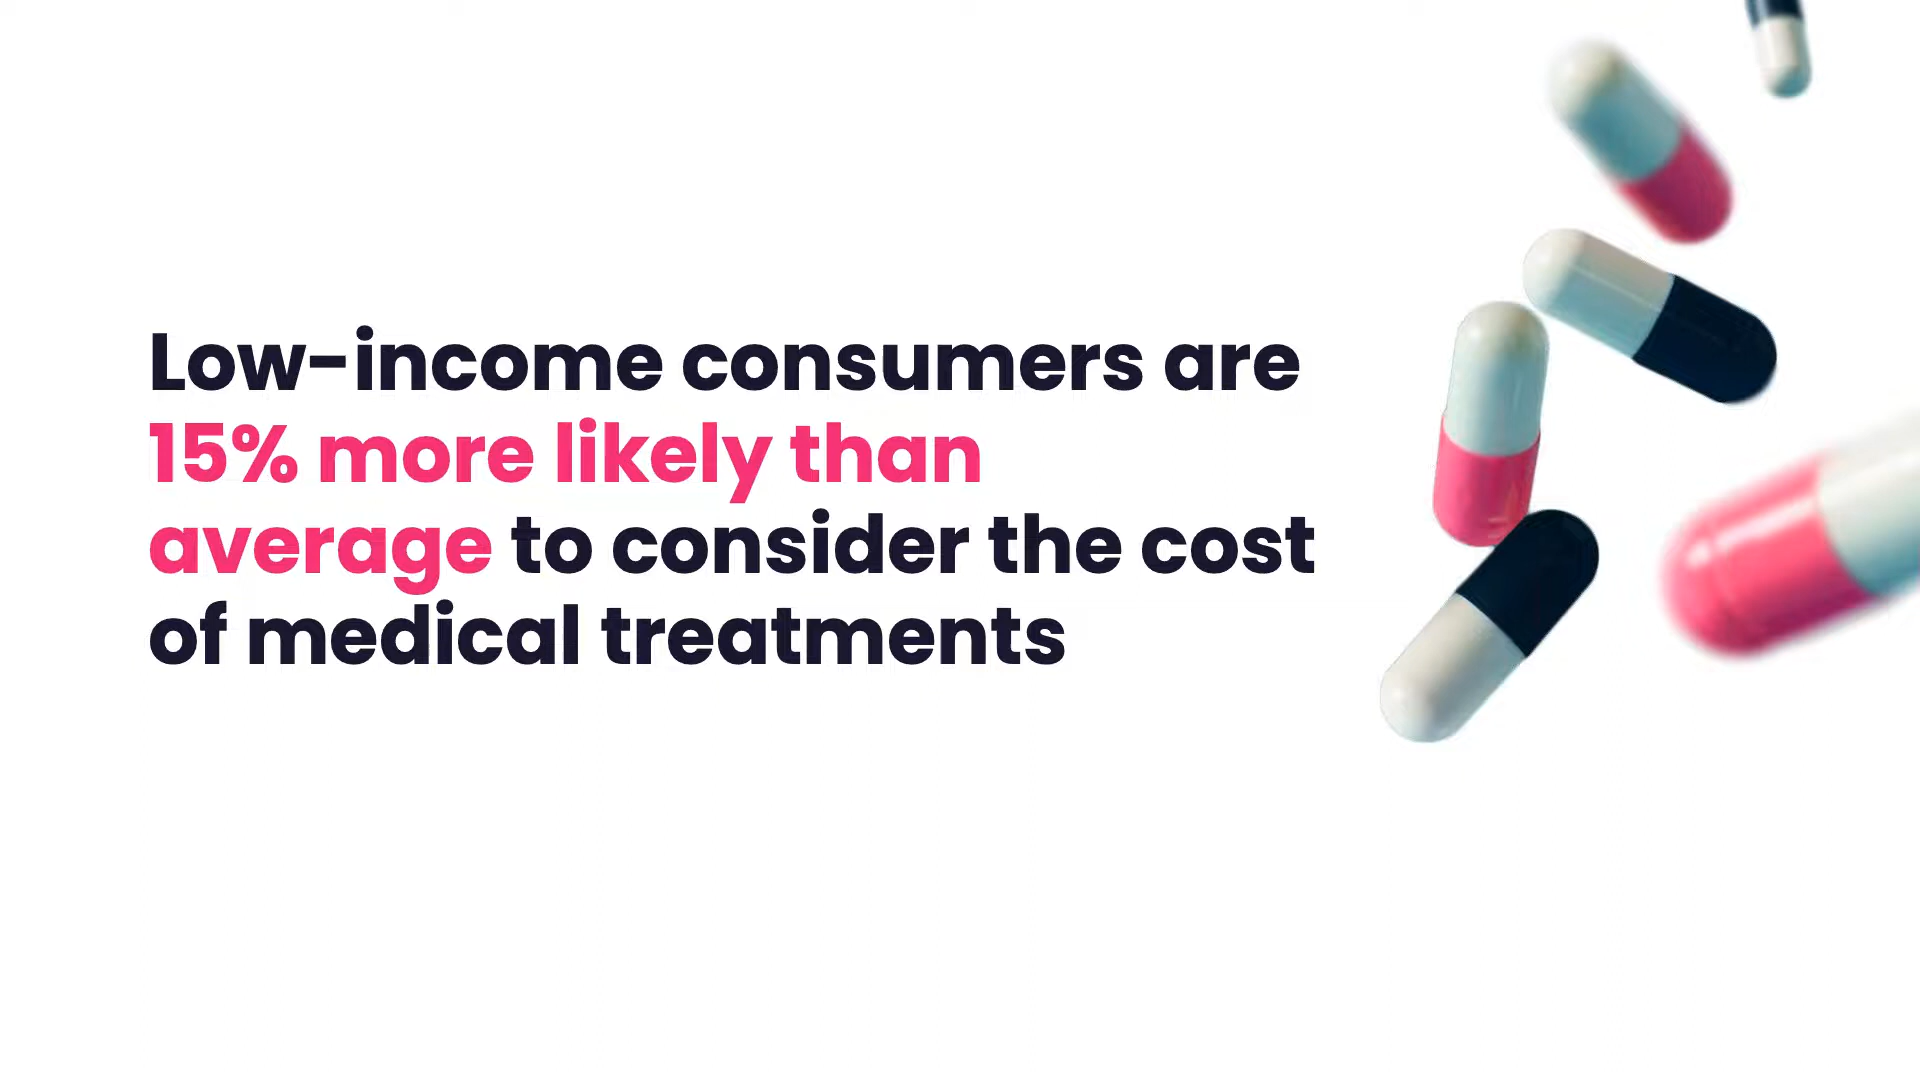 Low-income consumers are
15% more likely than
average to consider the cost
of medical treatments